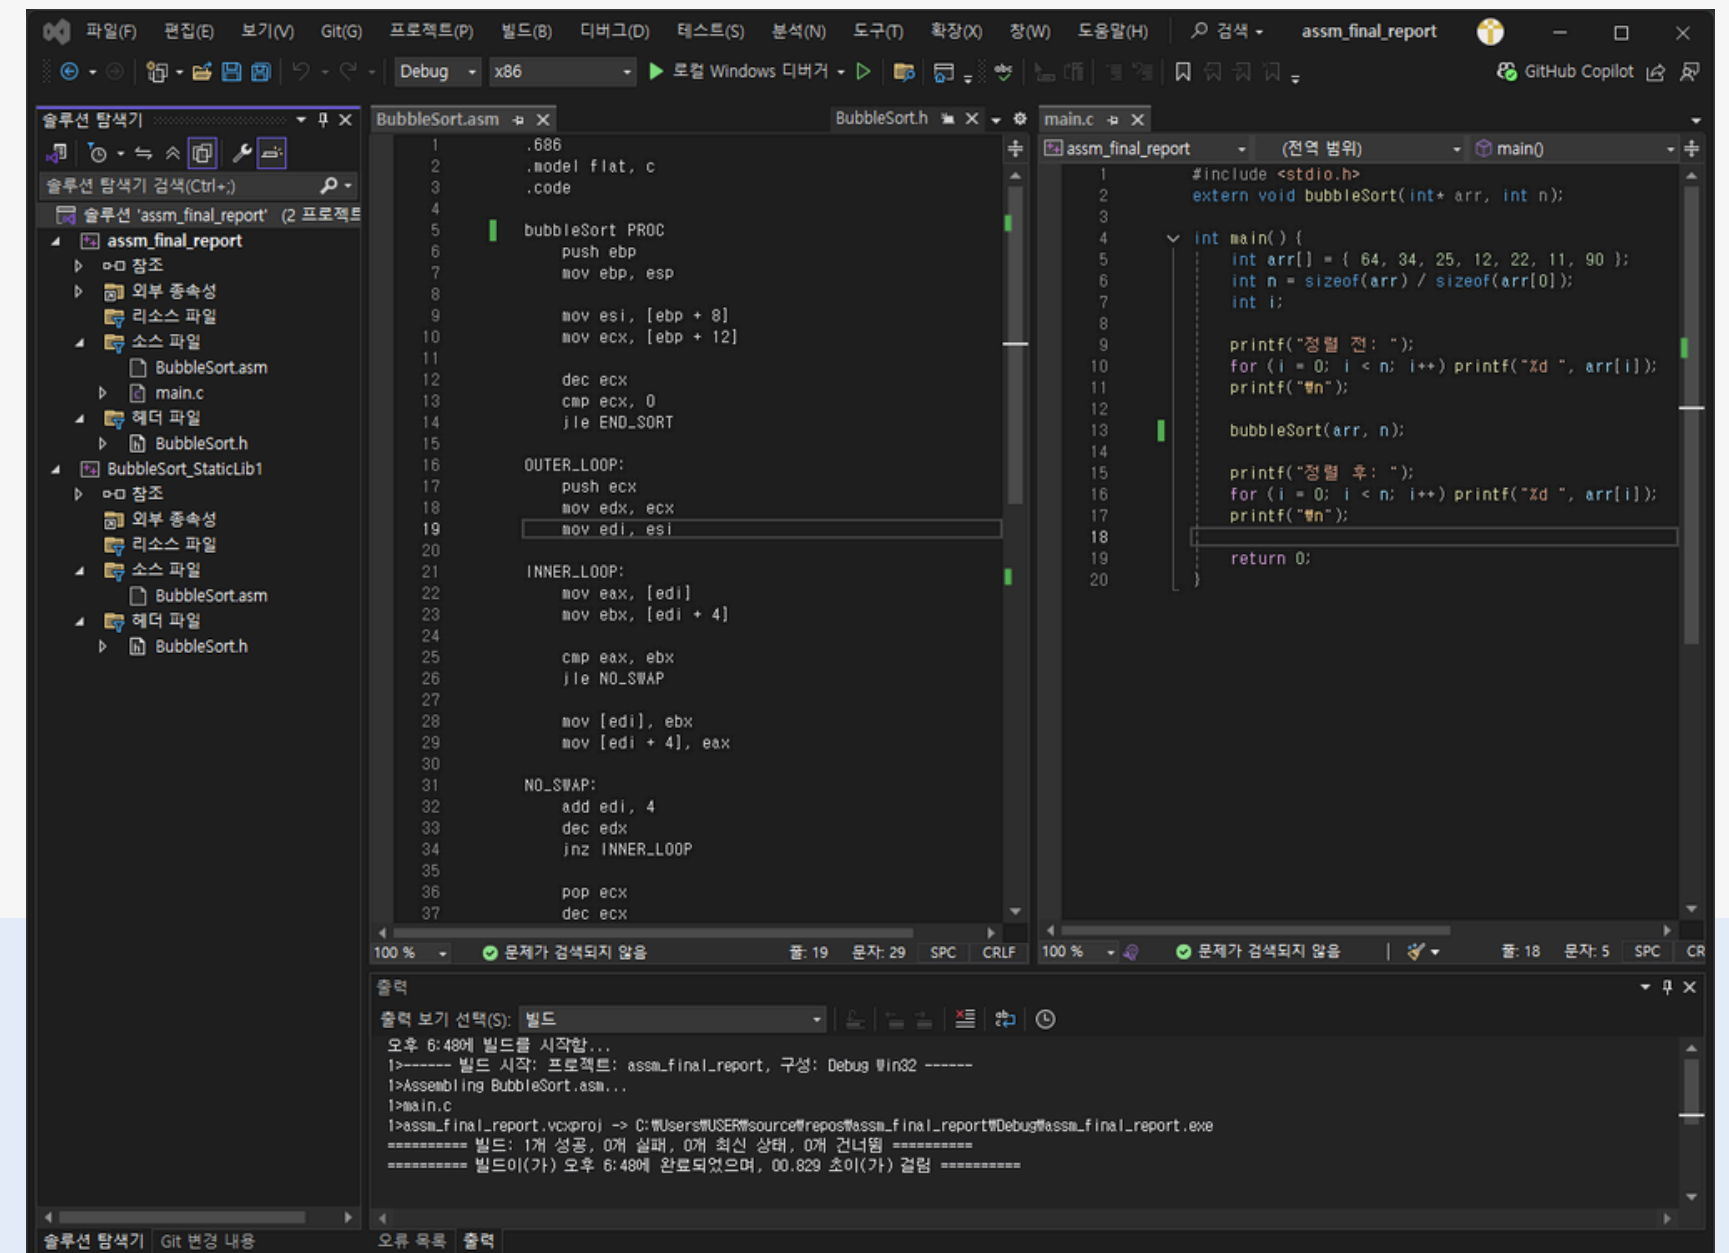 파일(F) 편집(E) 보기(V) Git(G) 프로젝트(P) 빌드(B) 디버그(D) 테스트(S) 분석(N) 도구(T) 확장(X) 창(W) 도움말(H) 검색 assm_final_report
Debug x86 로컬 Windows 디버거 GitHub Copilot
솔루션 탐색기
솔루션 탐색기 검색(Ctrl+;)
솔루션 'assm_final_report' (2 프로젝트
assm_final_report
참조
외부 종속성
리소스 파일
소스 파일
BubbleSort.asm
main.c
헤더 파일
BubbleSort.h
BubbleSort_StaticLib1
참조
외부 종속성
리소스 파일
소스 파일
BubbleSort.asm
헤더 파일
BubbleSort.h
솔루션 탐색기 Git 변경 내용
BubbleSort.asm BubbleSort.h
1 .686
2 .model flat, c
3 .code
4
5 bubbleSort PROC
6 push ebp
7 mov ebp, esp
8
9 mov esi, [ebp + 8]
10 mov ecx, [ebp + 12]
11
12 dec ecx
13 cmp ecx, 0
14 jle END_SORT
15
16 OUTER_LOOP:
17 push ecx
18 mov edx, ecx
19 mov edi, esi
20
21 INNER_LOOP:
22 mov eax, [edi]
23 mov ebx, [edi + 4]
24
25 cmp eax, ebx
26 jle NO_SWAP
27
28 mov [edi], ebx
29 mov [edi + 4], eax
30
31 NO_SWAP:
32 add edi, 4
33 dec edx
34 jnz INNER_LOOP
35
36 pop ecx
37 dec ecx
100 % 문제가 검색되지 않음 줄: 19 문자: 29 SPC CRLF
main.c
assm_final_report (전역 범위) main()
1 #include <stdio.h>
2 extern void bubbleSort(int* arr, int n);
3
4 int main() {
5 int arr[] = { 64, 34, 25, 12, 22, 11, 90 };
6 int n = sizeof(arr) / sizeof(arr[0]);
7 int i;
8
9 printf("정렬 전: ");
10 for (i = 0; i < n; i++) printf("%d ", arr[i]);
11 printf("₩n");
12
13 bubbleSort(arr, n);
14
15 printf("정렬 후: ");
16 for (i = 0; i < n; i++) printf("%d ", arr[i]);
17 printf("₩n");
18
19 return 0;
20 }
100 % 문제가 검색되지 않음 줄: 18 문자: 5 SPC CR
출력
출력 보기 선택(S): 빌드
오후 6:48에 빌드를 시작함...
1>------ 빌드 시작: 프로젝트: assm_final_report, 구성: Debug Win32 ------
1>Assembling BubbleSort.asm...
1>main.c
1>assm_final_report.vcxproj -> C:₩Users₩USER₩source₩repos₩assm_final_report₩Debug₩assm_final_report.exe
========== 빌드: 1개 성공, 0개 실패, 0개 최신 상태, 0개 건너뜀 ==========
========== 빌드이(가) 오후 6:48에 완료되었으며, 00.829 초이(가) 걸림 ==========
오류 목록 출력